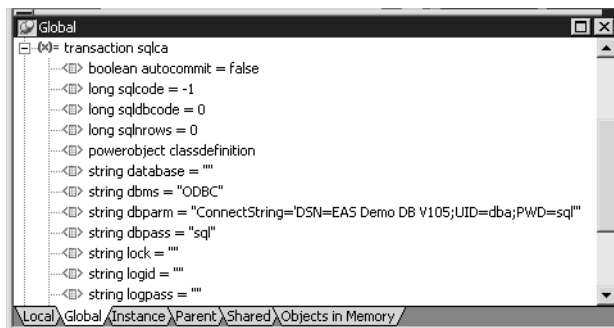 Global
(x)= transaction sqlca
boolean autocommit = false
long sqlcode = -1
long sqldbcode = 0
long sqlnrows = 0
powerobject classdefinition
string database = ""
string dbms = "ODBC"
string dbparm = "ConnectString='DSN=EAS Demo DB V105;UID=dba;PWD=sql'"
string dbpass = "sql"
string lock = ""
string logid = ""
string logpass = ""
Local Global Instance Parent Shared Objects in Memory